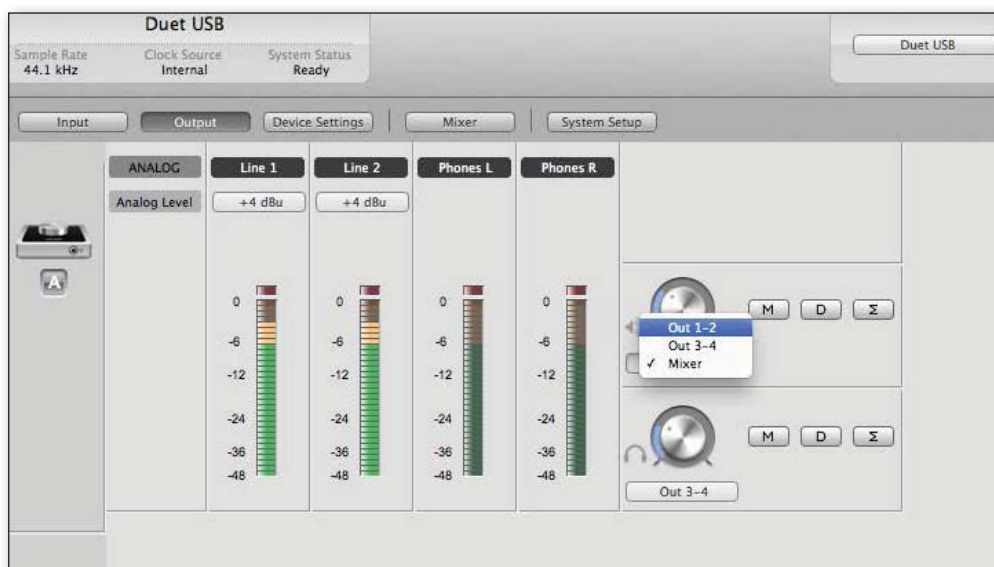 Duet USB
Sample Rate Clock Source System Status
44.1 kHz Internal Ready
Duet USB
Input Output Device Settings Mixer System Setup
ANALOG Line 1 Line 2 Phones L Phones R
Analog Level +4 dBu +4 dBu
A
0 0 0 0
M D Σ
Out 1-2
-6 -6 -6 -6
Out 3-4
✓ Mixer
-12 -12 -12 -12
-24 -24 -24 -24
M D Σ
-36 -36 -36 -36
-48 -48 -48 -48
Out 3-4